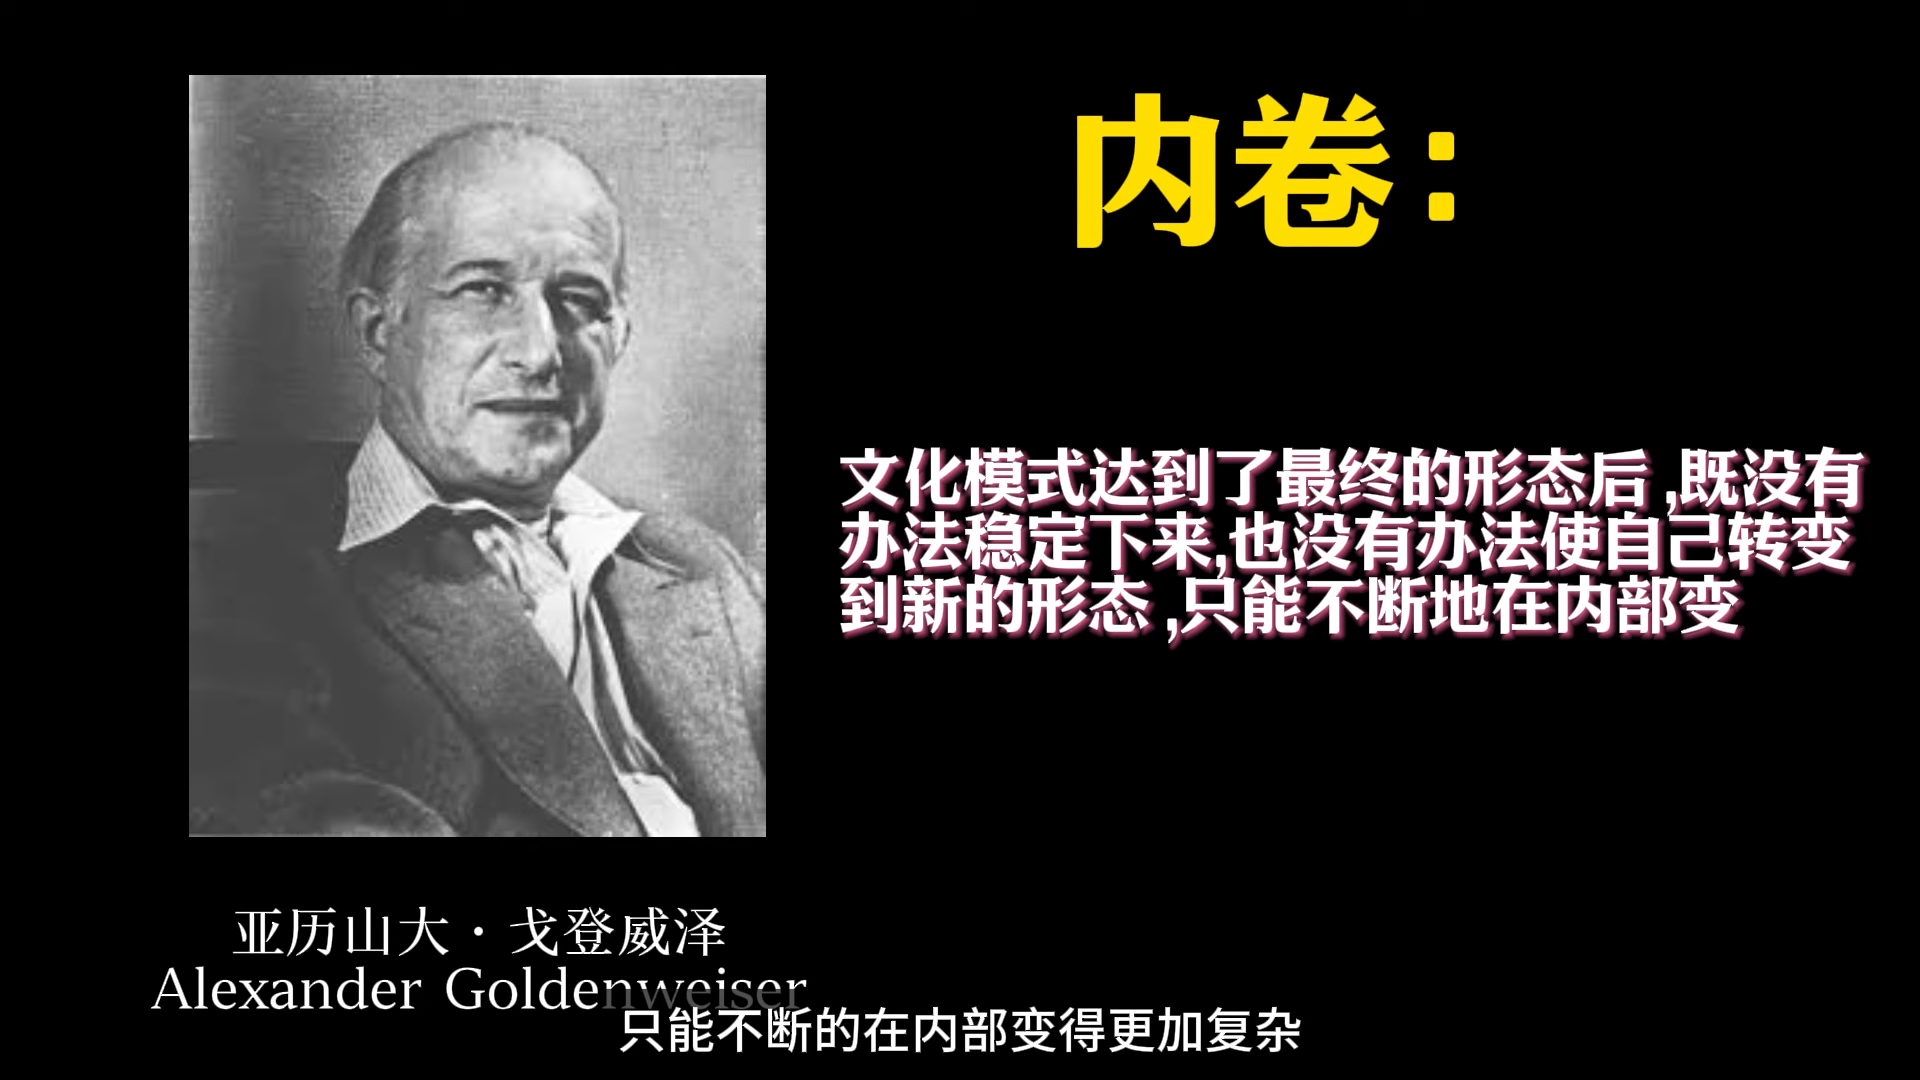 内卷：
文化模式达到了最终的形态后,既没有
办法稳定下来,也没有办法使自己转变
到新的形态,只能不断地在内部变
亚历山大·戈登威泽
Alexander Goldenweiser
只能不断的在内部变得更加复杂